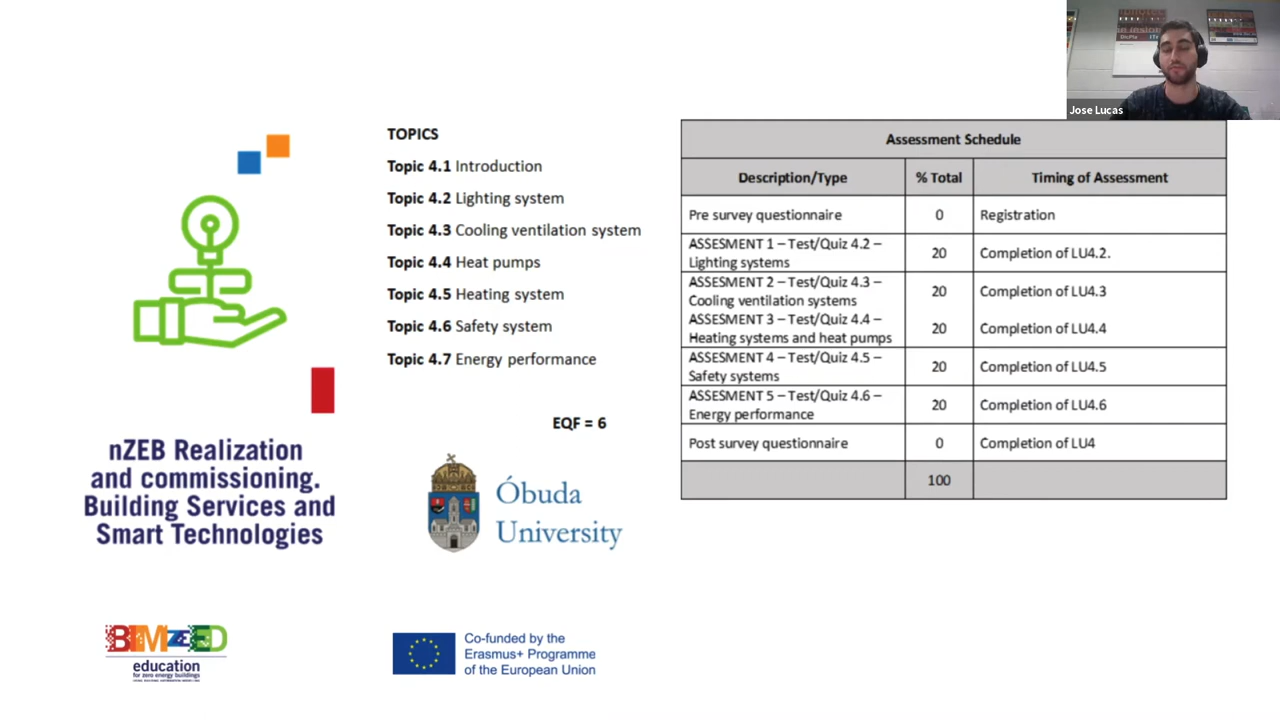 Jose Lucas
TOPICS
Topic 4.1 Introduction
Topic 4.2 Lighting system
Topic 4.3 Cooling ventilation system
Topic 4.4 Heat pumps
Topic 4.5 Heating system
Topic 4.6 Safety system
Topic 4.7 Energy performance
EQF = 6
nZEB Realization
and commissioning.
Building Services and
Smart Technologies
Óbuda
University
Assessment Schedule
Description/Type % Total Timing of Assessment
Pre survey questionnaire 0 Registration
ASSESMENT 1 – Test/Quiz 4.2 –
Lighting systems 20 Completion of LU4.2.
ASSESMENT 2 – Test/Quiz 4.3 –
Cooling ventilation systems 20 Completion of LU4.3
ASSESMENT 3 – Test/Quiz 4.4 –
Heating systems and heat pumps 20 Completion of LU4.4
ASSESMENT 4 – Test/Quiz 4.5 –
Safety systems 20 Completion of LU4.5
ASSESMENT 5 – Test/Quiz 4.6 –
Energy performance 20 Completion of LU4.6
Post survey questionnaire 0 Completion of LU4
100
BIMzeED
education
for zero energy buildings
Co-funded by the
Erasmus+ Programme
of the European Union